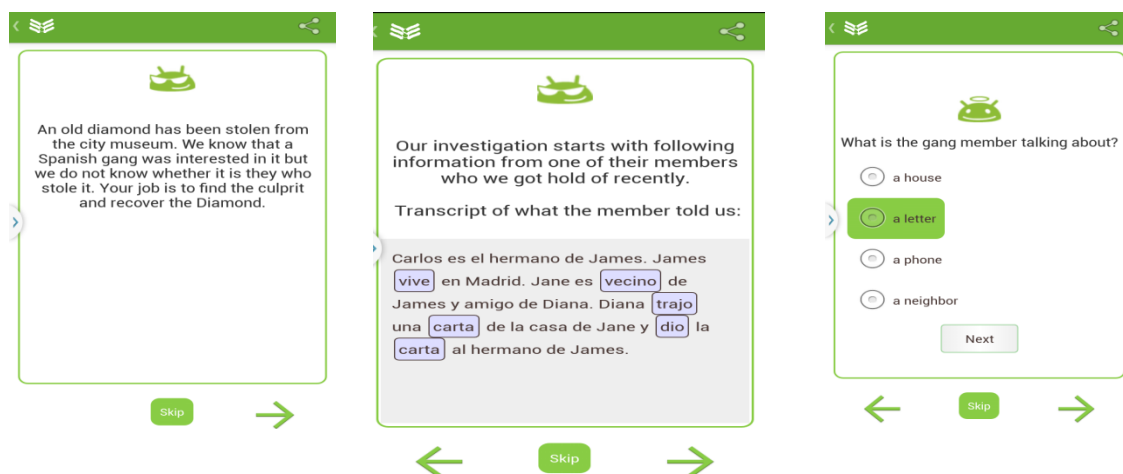 An old diamond has been stolen from
the city museum. We know that a
Spanish gang was interested in it but
we do not know whether it is they who
stole it. Your job is to find the culprit
and recover the Diamond.
Skip
Our investigation starts with following
information from one of their members
who we got hold of recently.
Transcript of what the member told us:
Carlos es el hermano de James. James
vive en Madrid. Jane es vecino de
James y amigo de Diana. Diana trajo
una carta de la casa de Jane y dio la
carta al hermano de James.
Skip
What is the gang member talking about?
a house
a letter
a phone
a neighbor
Next
Skip